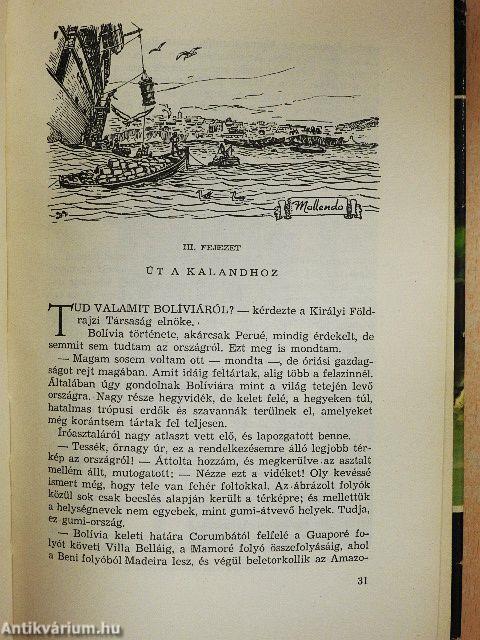 Mollendo
III. FEJEZET
ÚT A KALANDHOZ
TUD VALAMIT BOLÍVIÁRÓL? — kérdezte a Királyi Föld-
rajzi Társaság elnöke.
Bolívia története, akárcsak Perué, mindig érdekelt, de
semmit sem tudtam az országról. Ezt meg is mondtam.
— Magam sosem voltam ott — mondta —, de óriási gazdag-
ságot rejt magában. Amit idáig feltártak, alig több a felszinnél.
Általában úgy gondolnak Bolíviára mint a világ tetején levő
országra. Nagy része hegyvidék, de kelet felé, a hegyeken túl,
hatalmas trópusi erdők és szavannák terülnek el, amelyeket
még korántsem tártak fel teljesen.
Íróasztaláról nagy atlaszt vett elő, és lapozgatott benne.
— Tessék, őrnagy úr, ez a rendelkezésemre álló legjobb tér-
kép az országról! — Áttolta hozzám, és megkerülve az asztalt
mellém állt, mutogatott: — Nézze ezt a vidéket! Oly kevéssé
ismert még, hogy tele van fehér foltokkal. Az ábrázolt folyók
közül sok csak becslés alapján került a térképre; és mellettük
a helységnevek nem egyebek, mint gumi-átvevő helyek. Tudja,
ez gumi-ország.
— Bolívia keleti határa Corumbától felfelé a Guaporé fo-
lyót követi Villa Belláig, a Mamoré folyó összefolyásáig, ahol
a Beni folyóból Madeira lesz, és végül beletorkollik az Amazo-
31
Antikvárium.hu